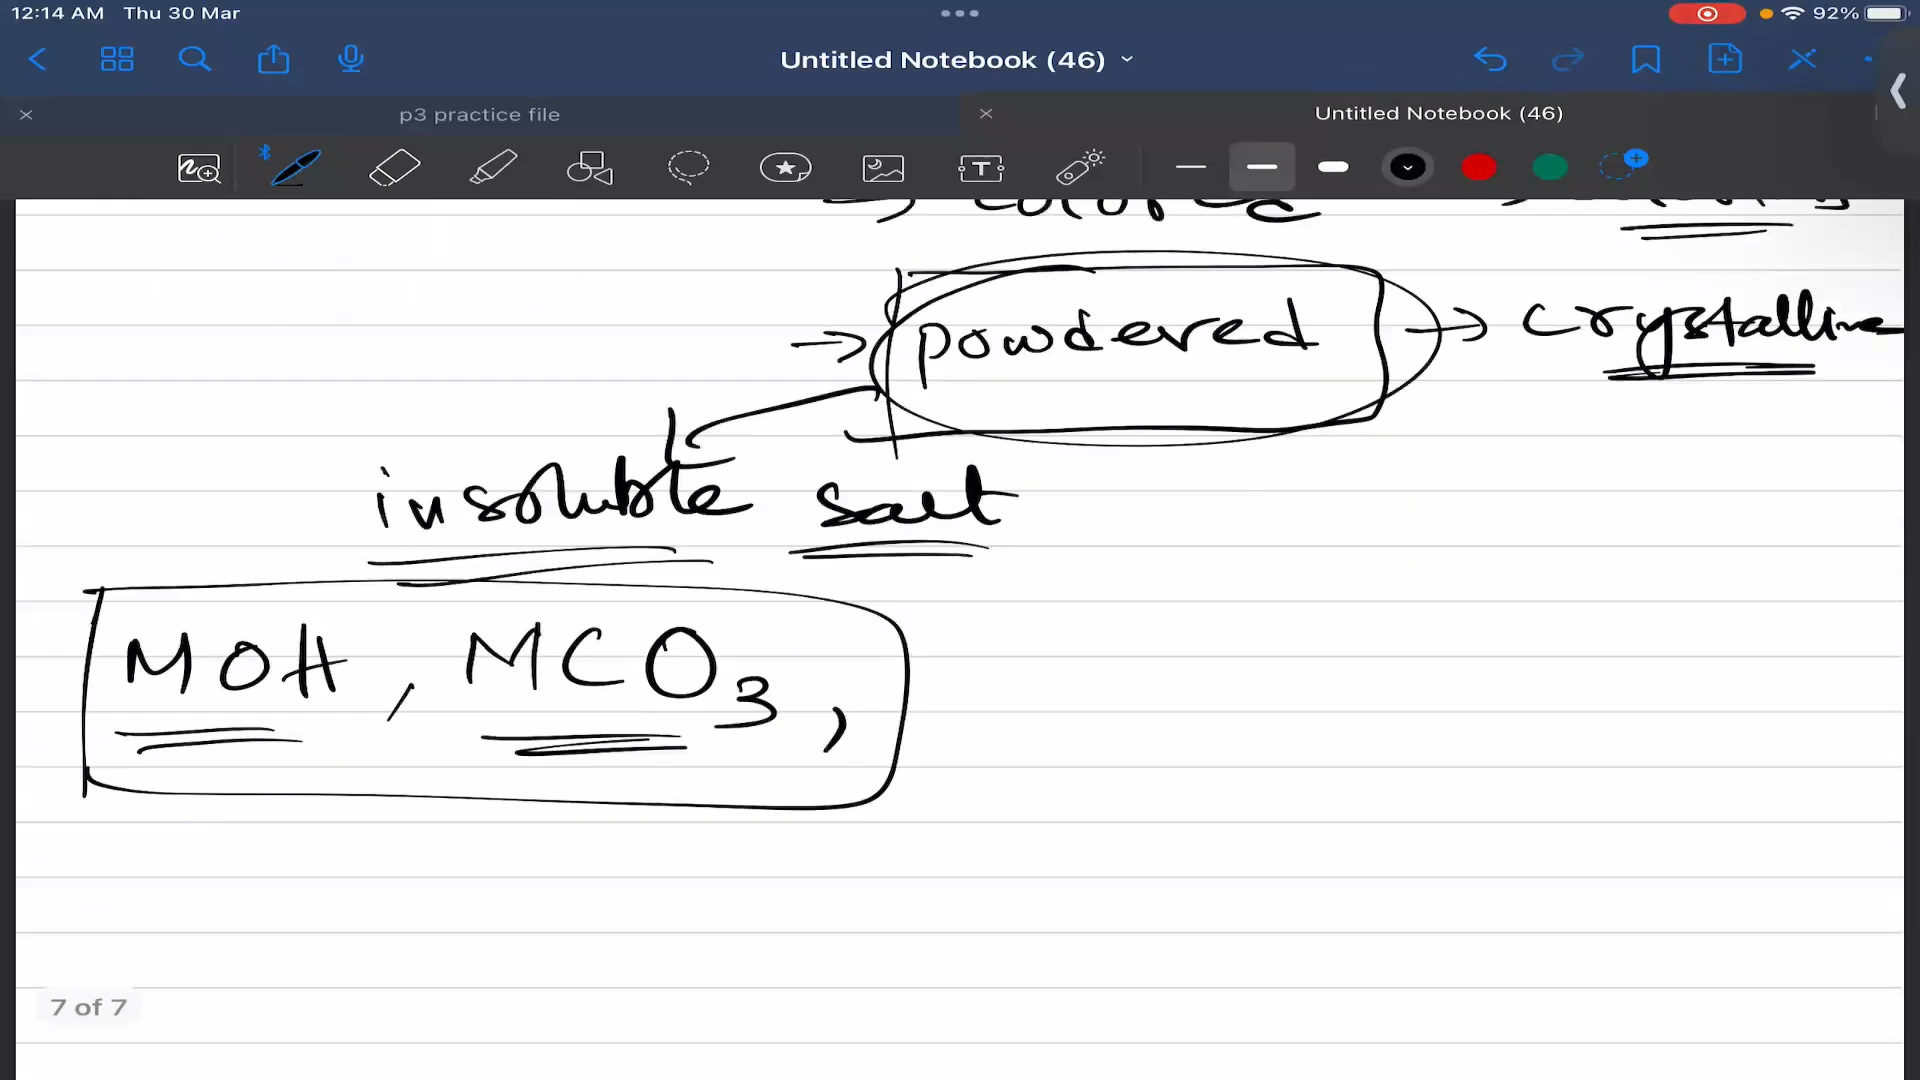 12:14 AM Thu 30 Mar
92%
Untitled Notebook (46)
p3 practice file
Untitled Notebook (46)
T
→ powdered → crystalline
insoluble salt
MOH, MCO3,
7 of 7